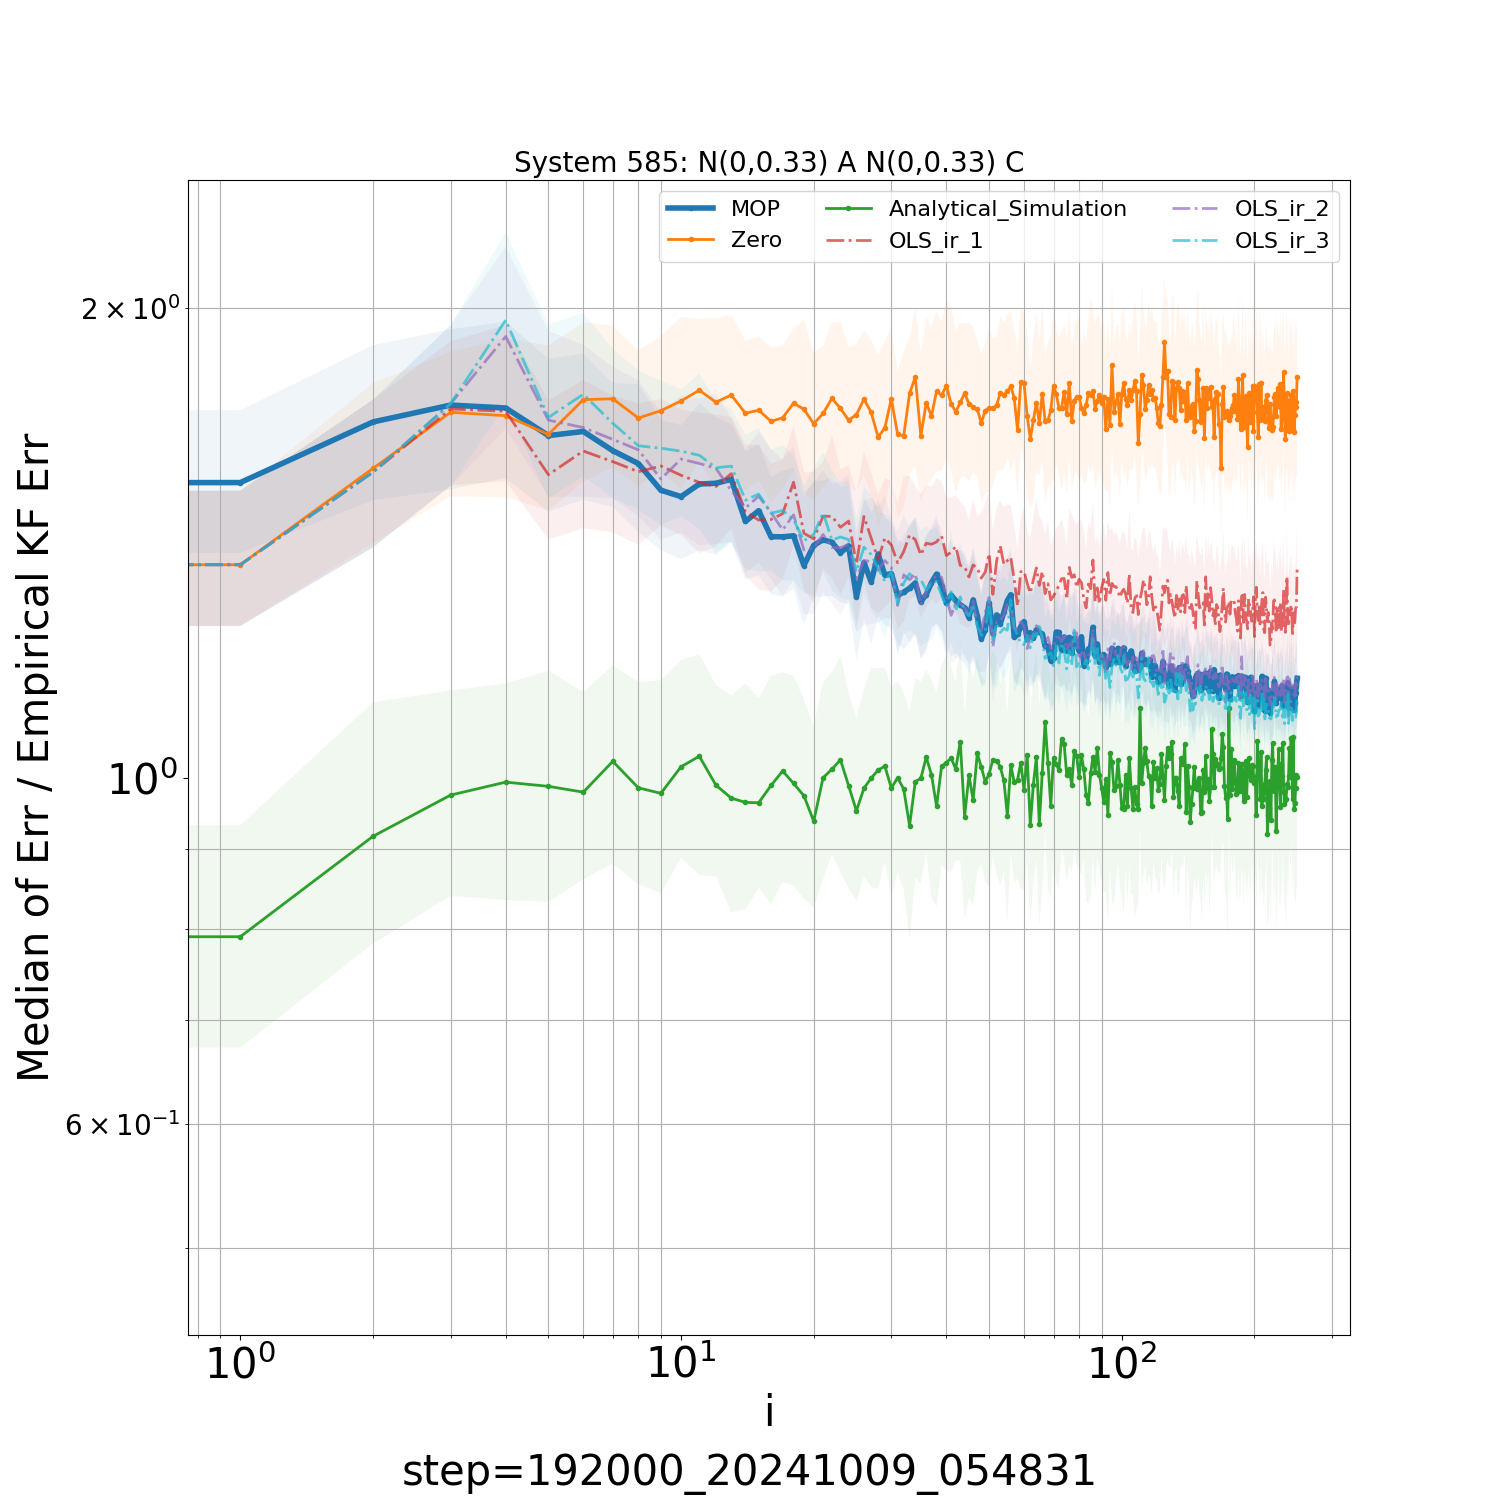 System 585: N(0,0.33) A N(0,0.33) C
MOP
Zero
Analytical_Simulation
OLS_ir_1
OLS_ir_2
OLS_ir_3
Median of Err / Empirical KF Err
2 × 10⁰
10⁰
6 × 10⁻¹
10⁰ 10¹ 10²
i
step=192000_20241009_054831